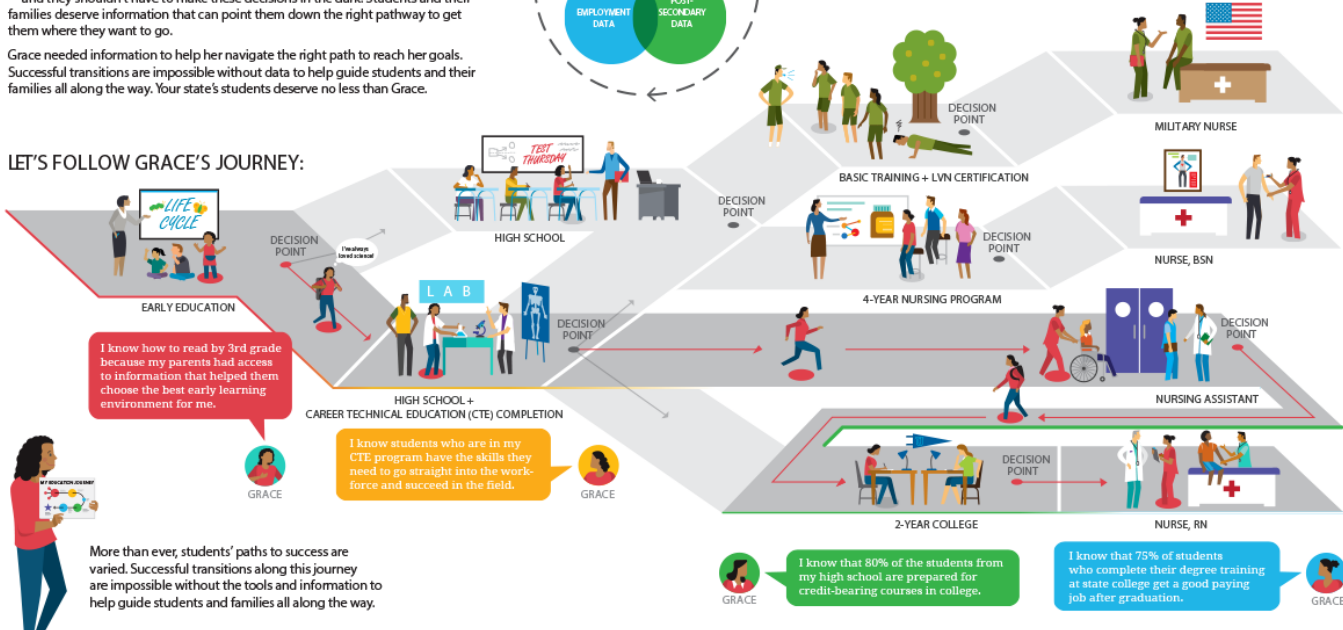 and they shouldn't have to make these decisions in the dark. Students and their
families deserve information that can point them down the right pathway to get
them where they want to go.
Grace needed information to help her navigate the right path to reach her goals.
Successful transitions are impossible without data to help guide students and their
families all along the way. Your state's students deserve no less than Grace.
EMPLOYMENT
DATA
POST-
SECONDARY
DATA
LET'S FOLLOW GRACE'S JOURNEY:
LIFE
CYCLE
EARLY EDUCATION
DECISION
POINT
I've always
loved science!
TEST
THURSDAY
HIGH SCHOOL
LAB
HIGH SCHOOL +
CAREER TECHNICAL EDUCATION (CTE) COMPLETION
DECISION
POINT
DECISION
POINT
DECISION
POINT
BASIC TRAINING + LVN CERTIFICATION
MILITARY NURSE
DECISION
POINT
4-YEAR NURSING PROGRAM
NURSE, BSN
DECISION
POINT
NURSING ASSISTANT
DECISION
POINT
2-YEAR COLLEGE
NURSE, RN
I know how to read by 3rd grade
because my parents had access
to information that helped them
choose the best early learning
environment for me.
GRACE
I know students who are in my
CTE program have the skills they
need to go straight into the work-
force and succeed in the field.
GRACE
MY EDUCATION JOURNEY
More than ever, students' paths to success are
varied. Successful transitions along this journey
are impossible without the tools and information to
help guide students and families all along the way.
GRACE
I know that 80% of the students from
my high school are prepared for
credit-bearing courses in college.
I know that 75% of students
who complete their degree training
at state college get a good paying
job after graduation.
GRACE